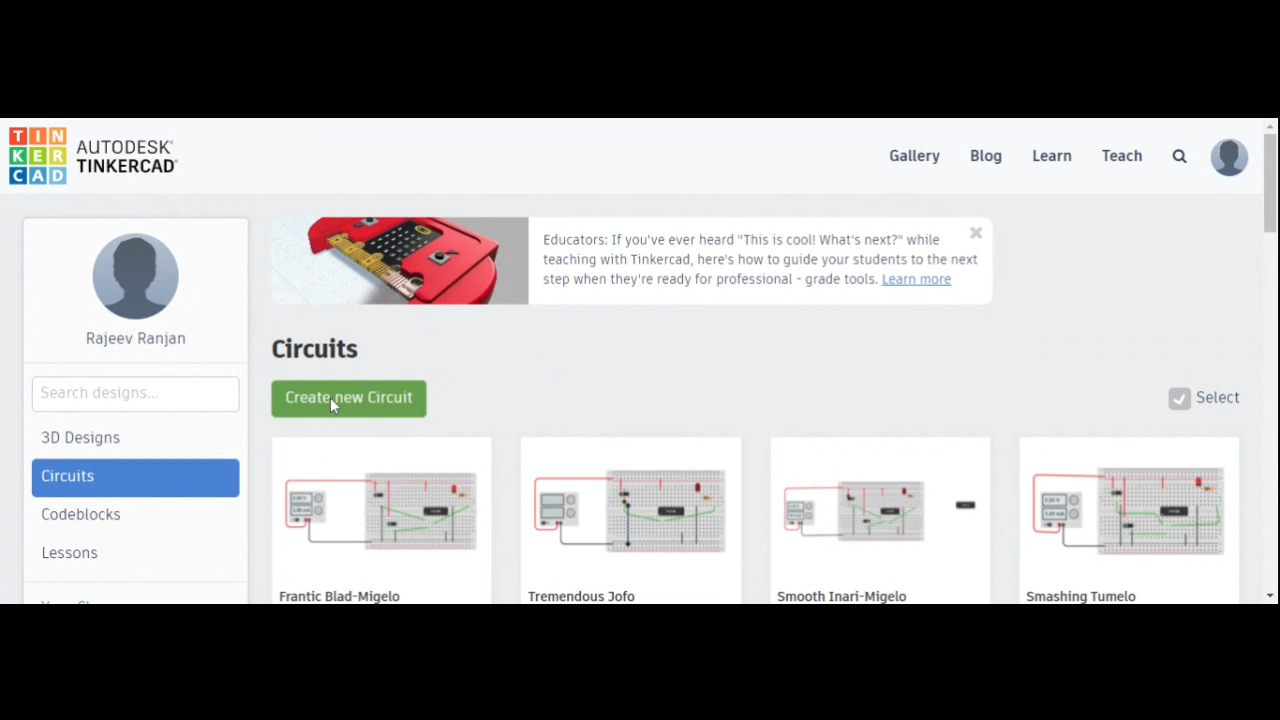 TINKERCAD
AUTODESK®
TINKERCAD®
Gallery
Blog
Learn
Teach
Rajeev Ranjan
Search designs...
3D Designs
Circuits
Codeblocks
Lessons
Educators: If you've ever heard "This is cool! What's next?" while
teaching with Tinkercad, here's how to guide your students to the next
step when they're ready for professional - grade tools. Learn more
Circuits
Create new Circuit
Select
Frantic Blad-Migelo
Tremendous Jofo
Smooth Inari-Migelo
Smashing Tumelo